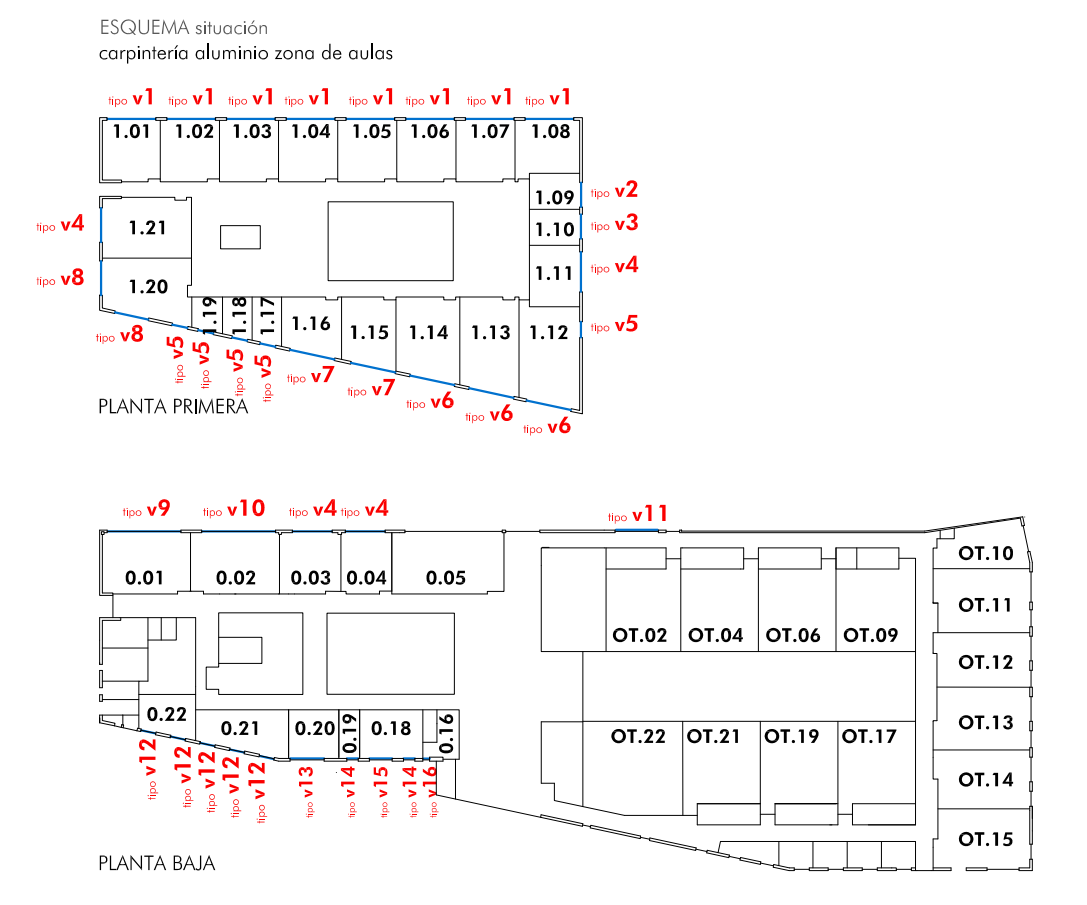 ESQUEMA situación
carpintería aluminio zona de aulas
tipo v1 tipo v1 tipo v1 tipo v1 tipo v1 tipo v1 tipo v1 tipo v1
1.01 1.02 1.03 1.04 1.05 1.06 1.07 1.08
1.09 tipo v2
tipo v4 1.21 1.10 tipo v3
tipo v8 1.20 1.11 tipo v4
1.19 1.18 1.17 1.16 1.15 1.14 1.13 1.12 tipo v5
tipo v8 tipo v5 tipo v5 tipo v5 tipo v5 tipo v7 tipo v7 tipo v6 tipo v6 tipo v6
PLANTA PRIMERA
tipo v9 tipo v10 tipo v4 tipo v4 tipo v11
0.01 0.02 0.03 0.04 0.05
OT.10
OT.11
OT.02 OT.04 OT.06 OT.09
OT.12
0.22 0.21 0.20 0.19 0.18 0.16
OT.13
OT.22 OT.21 OT.19 OT.17
OT.14
tipo v12 tipo v12 tipo v12 tipo v12 tipo v12 tipo v13 tipo v14 tipo v15 tipo v14 tipo v16
OT.15
PLANTA BAJA